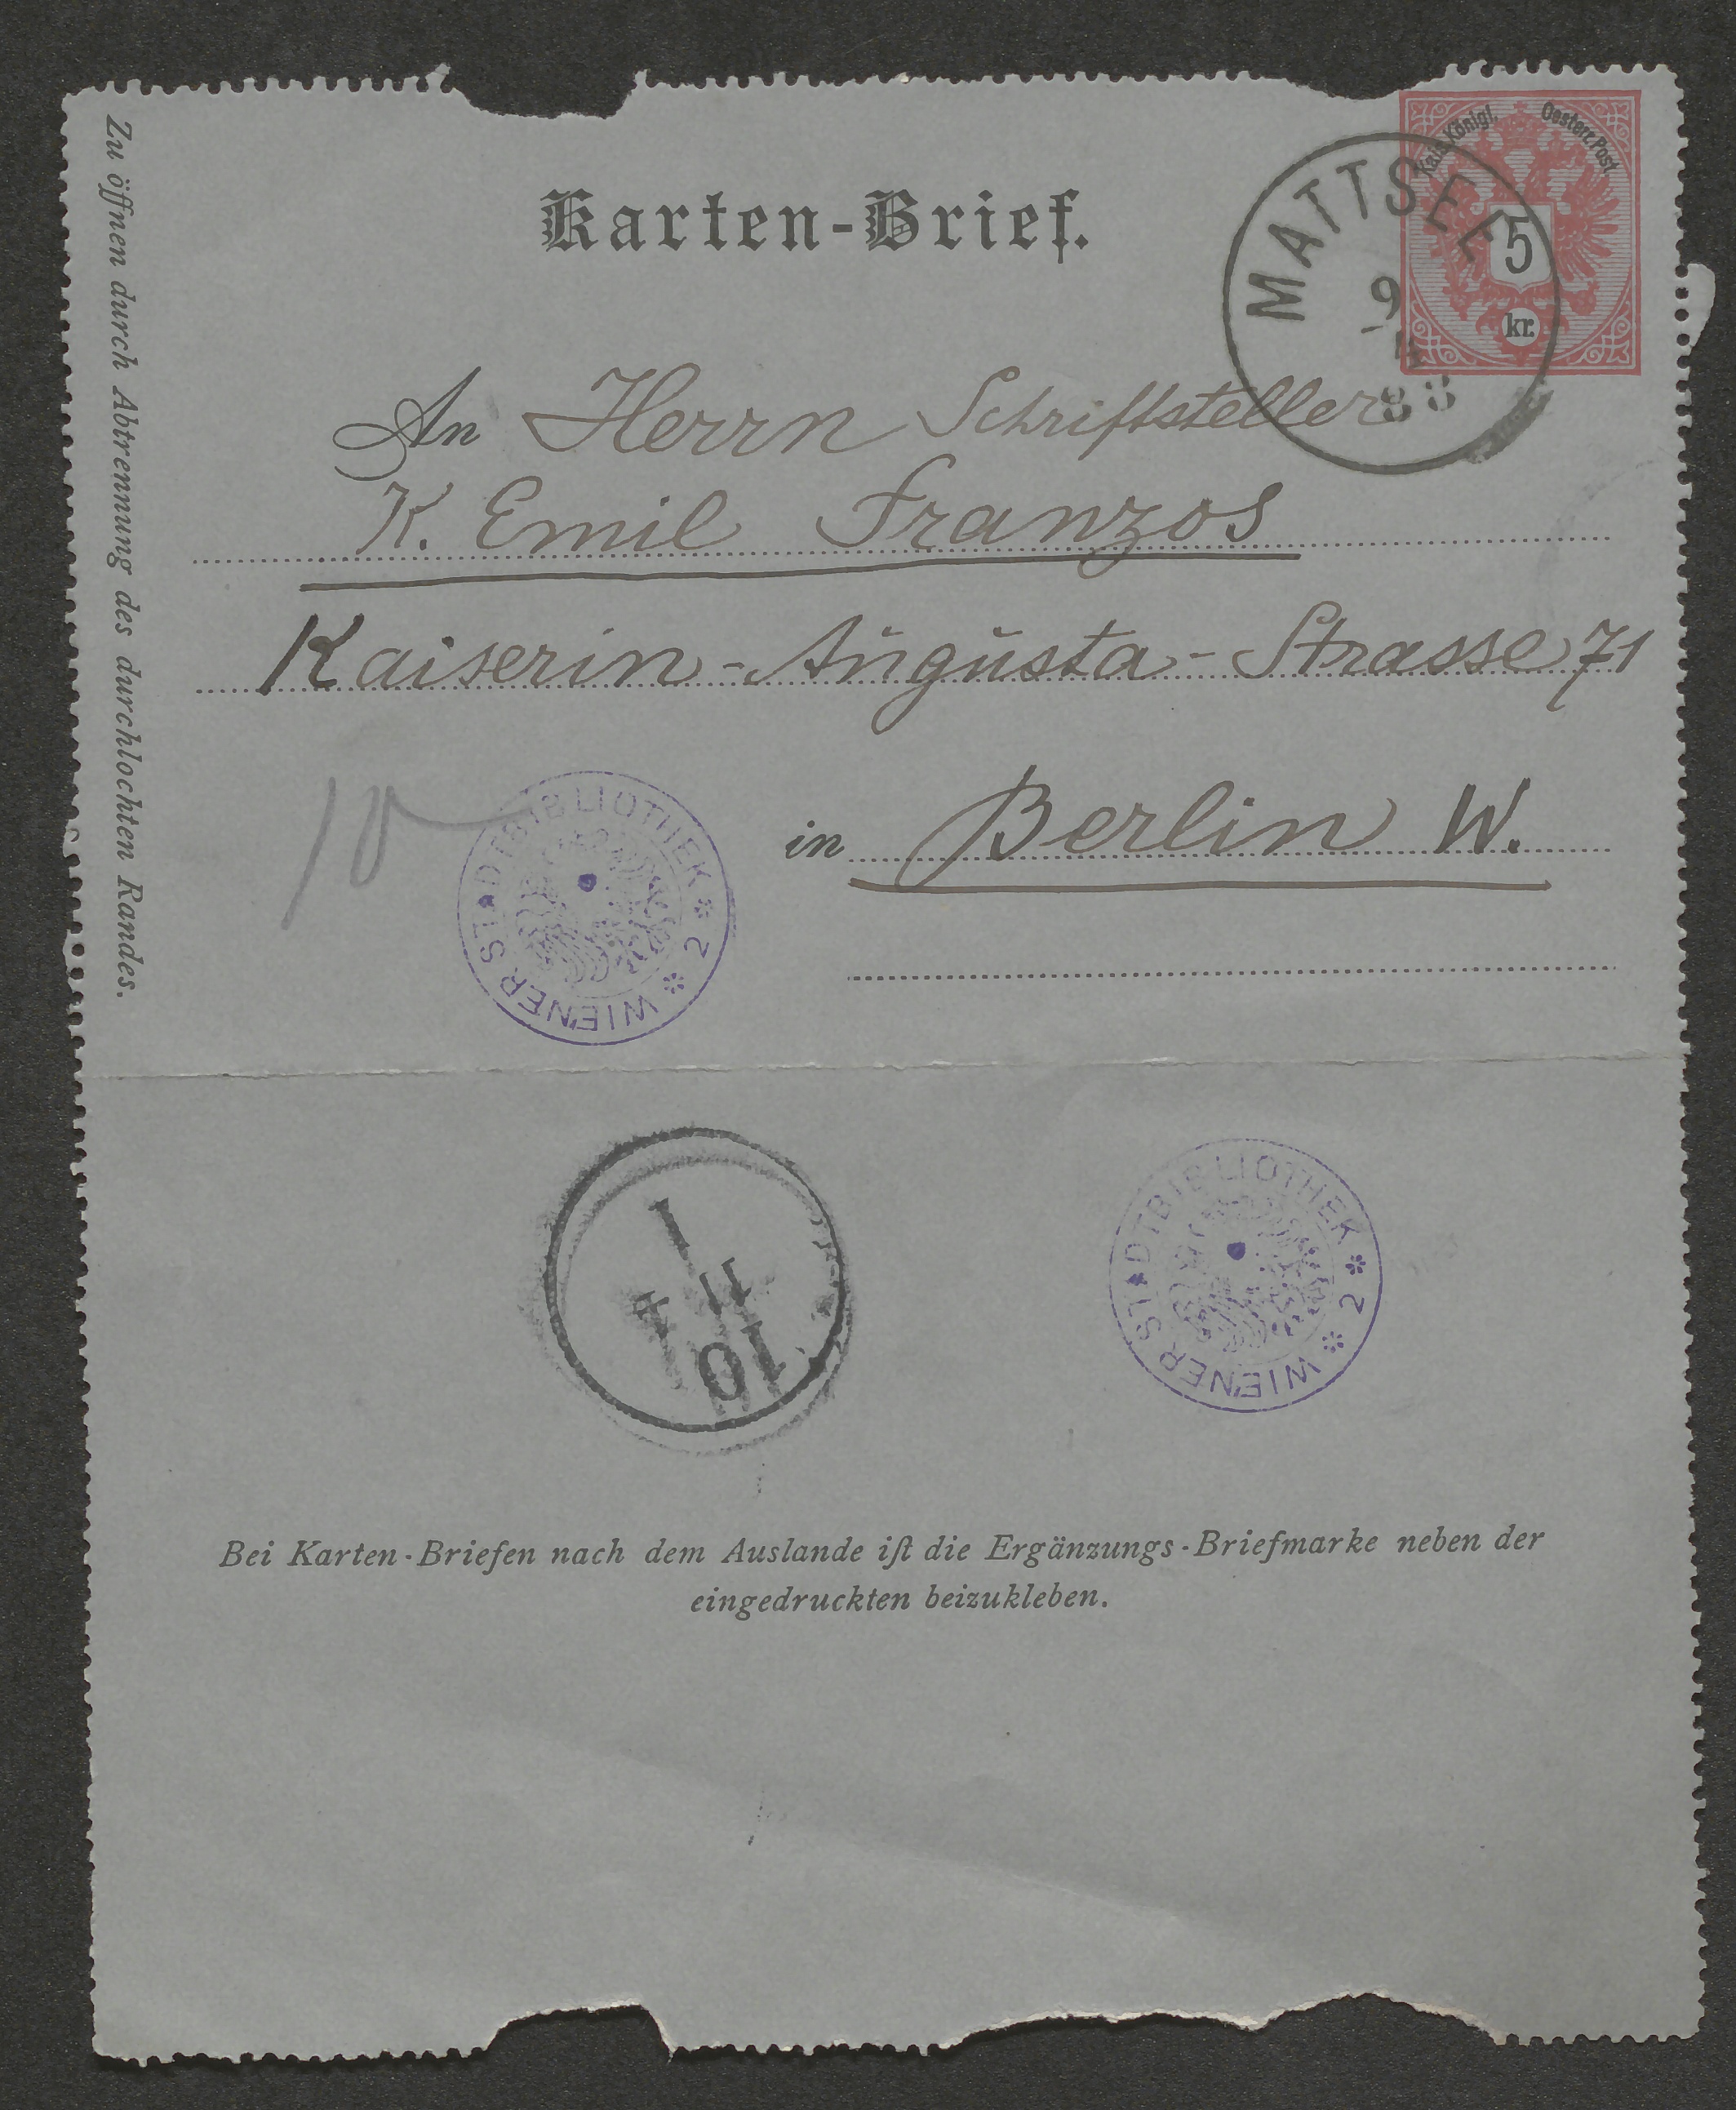 Zu öffnen durch Abtrennung des durchlochten Randes.
Karten-Brief.
Kais. Königl. Oesterr. Post
5
kr.
MATTSEE
9
88
An Herrn Schriftsteller
K. Emil Franzos
Kaiserin-Augusta-Strasse 71
in Berlin W.
10
WIENER STADTBIBLIOTHEK * 2 *
WIENER STADTBIBLIOTHEK * 2 *
Bei Karten-Briefen nach dem Auslande iſt die Ergänzungs-Briefmarke neben der
eingedruckten beizukleben.